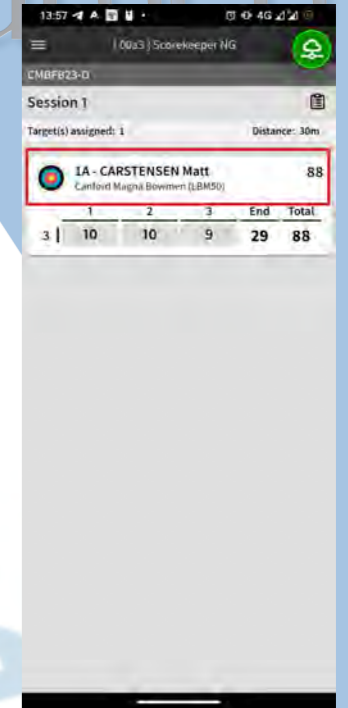 13:57 4G
| 00a3 | Scorekeeper NG
CMBFB23-D
Session 1
Target(s) assigned: 1 Distance: 30m
1A - CARSTENSEN Matt 88
Canford Magna Bowmen (LBM50)
1 2 3 End Total
3 10 10 9 29 88